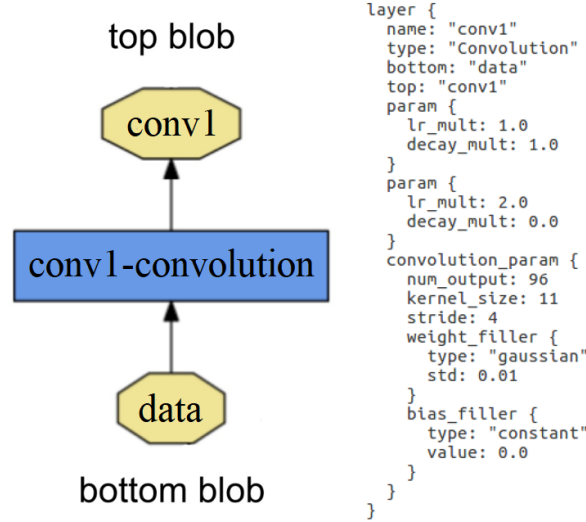 top blob
conv1
conv1-convolution
data
bottom blob
layer {
  name: "conv1"
  type: "Convolution"
  bottom: "data"
  top: "conv1"
  param {
    lr_mult: 1.0
    decay_mult: 1.0
  }
  param {
    lr_mult: 2.0
    decay_mult: 0.0
  }
  convolution_param {
    num_output: 96
    kernel_size: 11
    stride: 4
    weight_filler {
      type: "gaussian"
      std: 0.01
    }
    bias_filler {
      type: "constant"
      value: 0.0
    }
  }
}